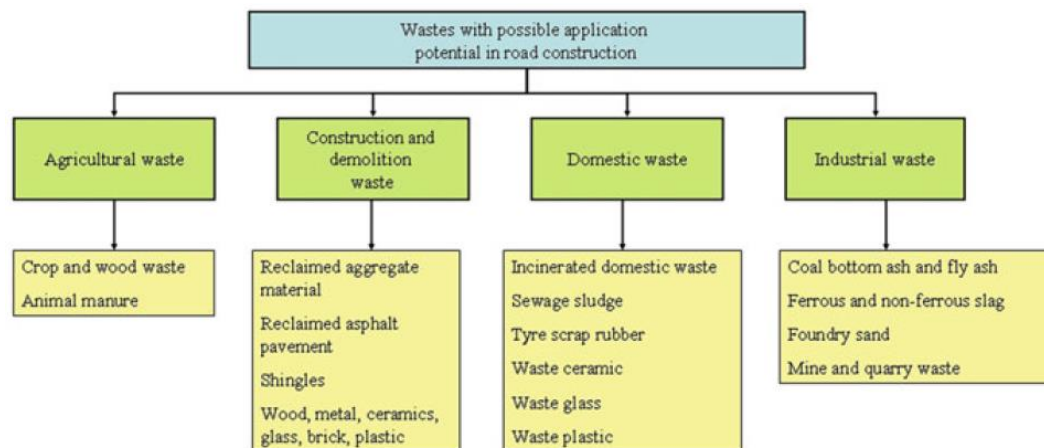 Wastes with possible application
potential in road construction
Agricultural waste
Construction and
demolition
waste
Domestic waste
Industrial waste
Crop and wood waste
Animal manure
Reclaimed aggregate
material
Reclaimed asphalt
pavement
Shingles
Wood, metal, ceramics,
glass, brick, plastic
Incinerated domestic waste
Sewage sludge
Tyre scrap rubber
Waste ceramic
Waste glass
Waste plastic
Coal bottom ash and fly ash
Ferrous and non-ferrous slag
Foundry sand
Mine and quarry waste